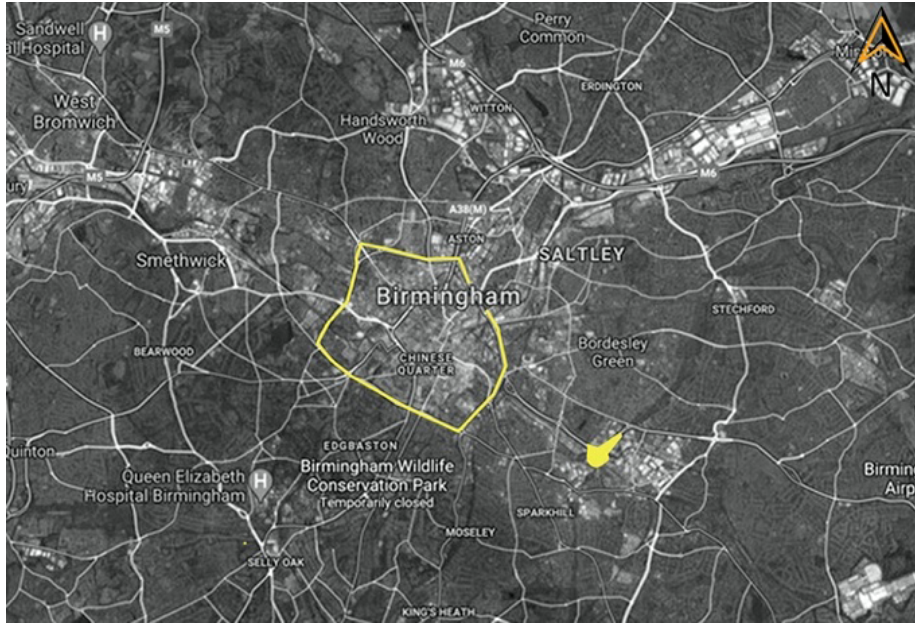 Sandwell
al Hospital
H
M5
Perry
Common
M6
ERDINGTON
N
West
Bromwich
WITTON
Handsworth
Wood
M5
ury
M6
A38(M)
ASTON
SALTLEY
Smethwick
Birmingham
STECHFORD
BEARWOOD
CHINESE
QUARTER
Bordesley
Green
Quinton
EDGBASTON
Birmingham Wildlife
Conservation Park
Temporarily closed
Queen Elizabeth
Hospital Birmingham
H
Birmin
Airp
SPARKHILL
MOSELEY
SELLY OAK
KING'S HEATH